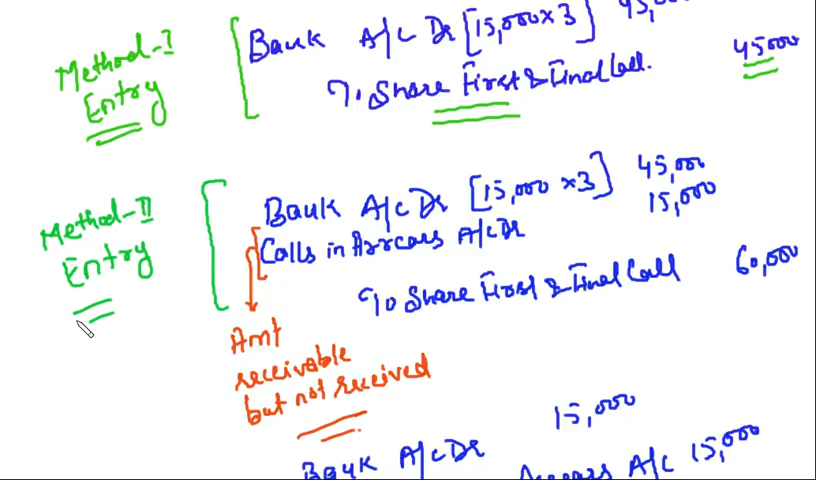 Method-I
Entry
Bank A/C Dr [15,000 x 3] 45,000
To Share First & Final Call. 45000
Method-II
Entry
Bank A/C Dr [15,000 x 3] 45,000
Calls in Arrears A/C Dr 15,000
To Share First & Final Call 60,000
Amt
receivable
but not received
Bank A/C Dr 15,000
Arrears A/C 15,000